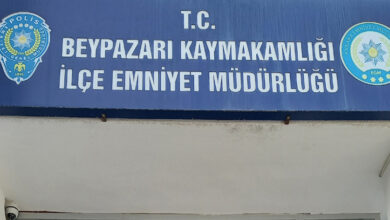 T.C.
BEYPAZARI KAYMAKAMLIĞI
İLÇE EMNİYET MÜDÜRLÜĞÜ
POLİS